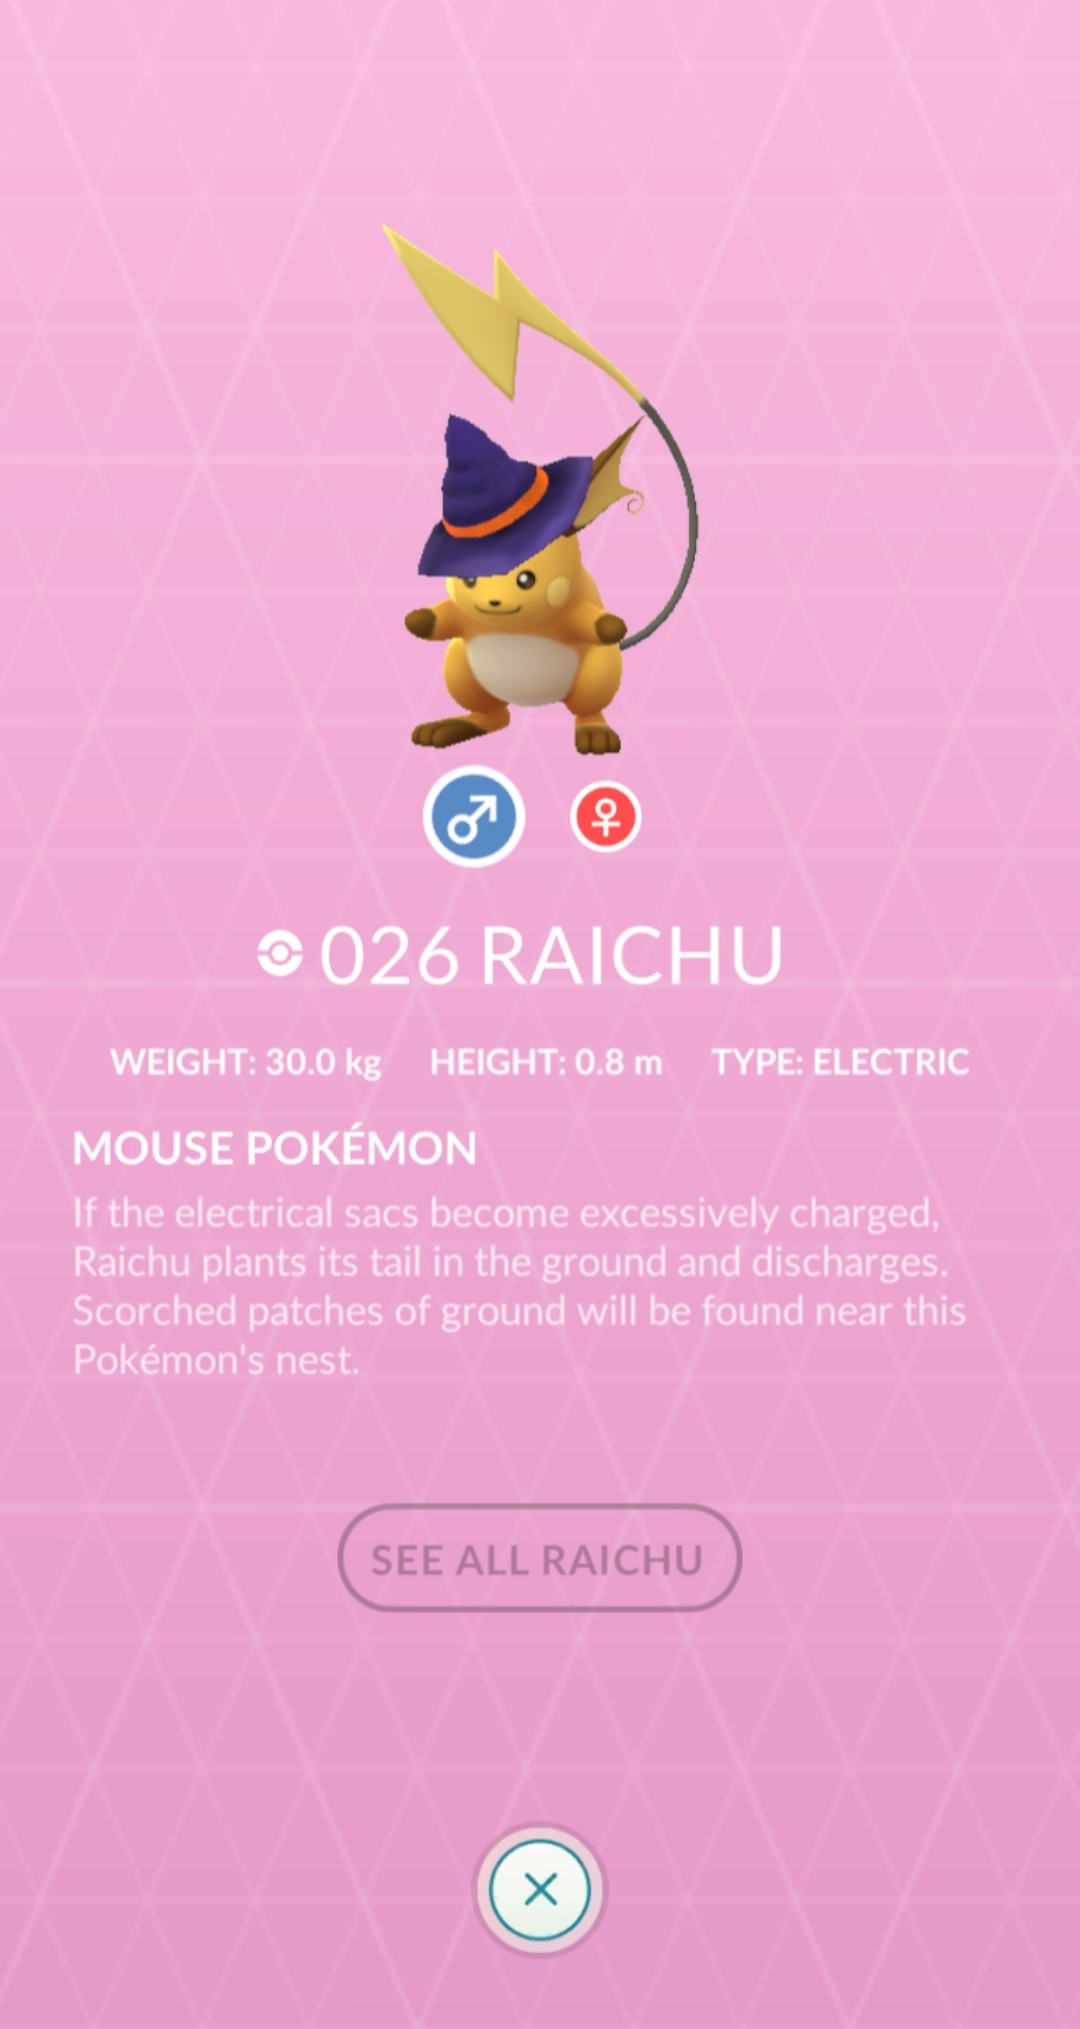 026 RAICHU
WEIGHT: 30.0 kg HEIGHT: 0.8 m TYPE: ELECTRIC
MOUSE POKÉMON
If the electrical sacs become excessively charged,
Raichu plants its tail in the ground and discharges.
Scorched patches of ground will be found near this
Pokémon's nest.
SEE ALL RAICHU